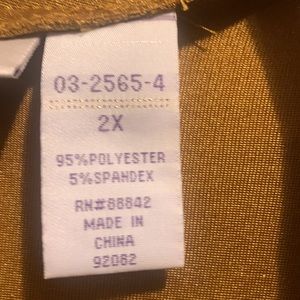 03-2565-4
2X
95%POLYESTER
5%SPANDEX
RN#88842
MADE IN
CHINA
92082